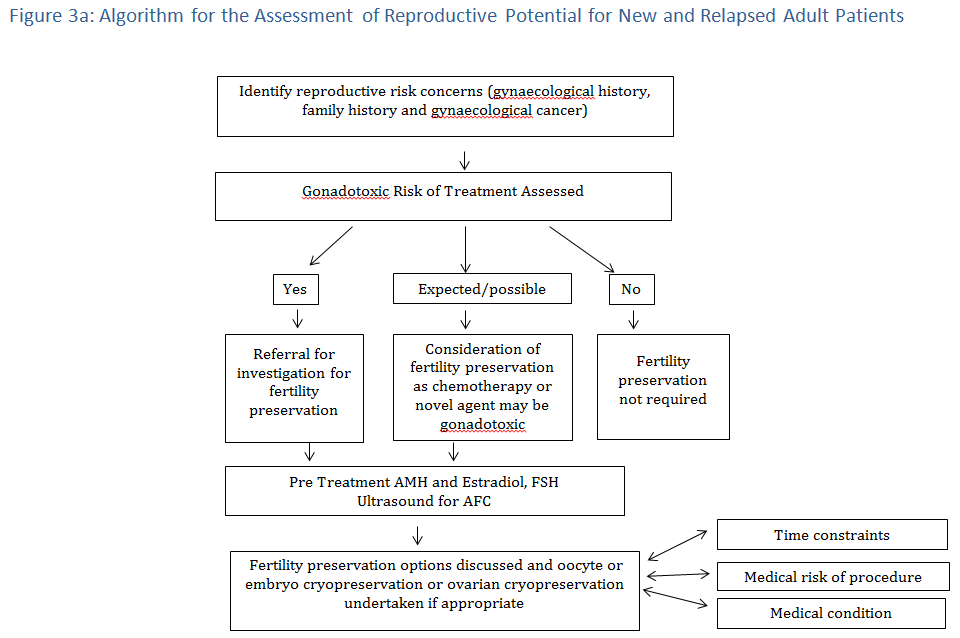 Figure 3a: Algorithm for the Assessment of Reproductive Potential for New and Relapsed Adult Patients
Identify reproductive risk concerns (gynaecological history,
family history and gynaecological cancer)
Gonadotoxic Risk of Treatment Assessed
Yes
Expected/possible
No
Referral for
investigation for
fertility
preservation
Consideration of
fertility preservation
as chemotherapy or
novel agent may be
gonadotoxic
Fertility
preservation
not required
Pre Treatment AMH and Estradiol, FSH
Ultrasound for AFC
Fertility preservation options discussed and oocyte or
embryo cryopreservation or ovarian cryopreservation
undertaken if appropriate
Time constraints
Medical risk of procedure
Medical condition